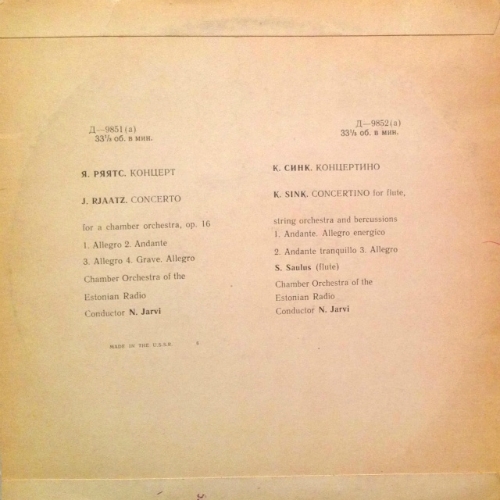 Д—9851(а)
33⅓ об. в мин.
Я. РЯЯТС. КОНЦЕРТ
J. RJAATZ. CONCERTO
for a chamber orchestra, op. 16
1. Allegro 2. Andante
3. Allegro 4. Grave. Allegro
Chamber Orchestra of the
Estonian Radio
Conductor N. Jarvi
MADE IN THE U.S.S.R.
Д—9852(а)
33⅓ об. в мин.
К. СИНК. КОНЦЕРТИНО
K. SINK. CONCERTINO for flute,
string orchestra and bercussions
1. Andante. Allegro energico
2. Andante tranquillo 3. Allegro
S. Saulus (flute)
Chamber Orchestra of the
Estonian Radio
Conductor N. Jarvi